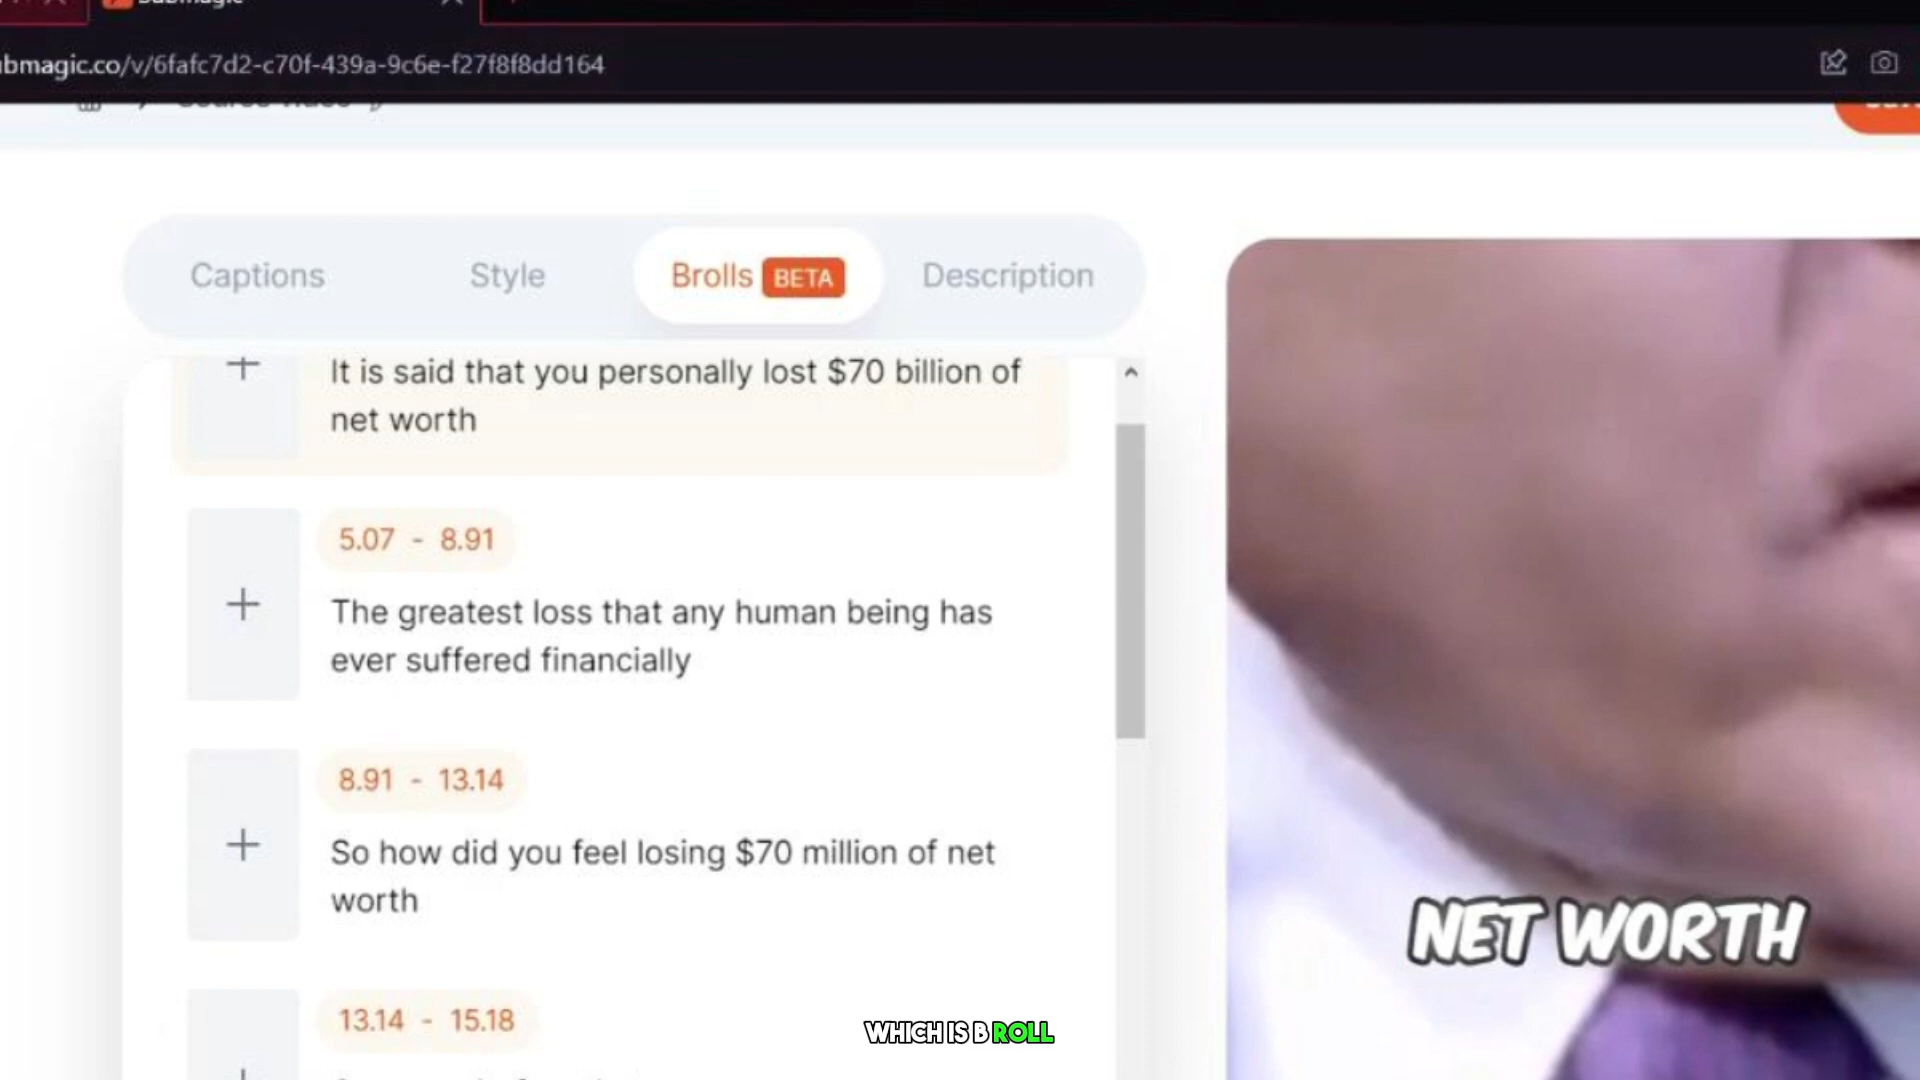 Submagic
bmagic.co/v/6fafc7d2-c70f-439a-9c6e-f27f8f8dd164
Captions
Style
Brolls BETA
Description
It is said that you personally lost $70 billion of
net worth
5.07 - 8.91
The greatest loss that any human being has
ever suffered financially
8.91 - 13.14
So how did you feel losing $70 million of net
worth
13.14 - 15.18
NET WORTH
WHICH IS B ROLL